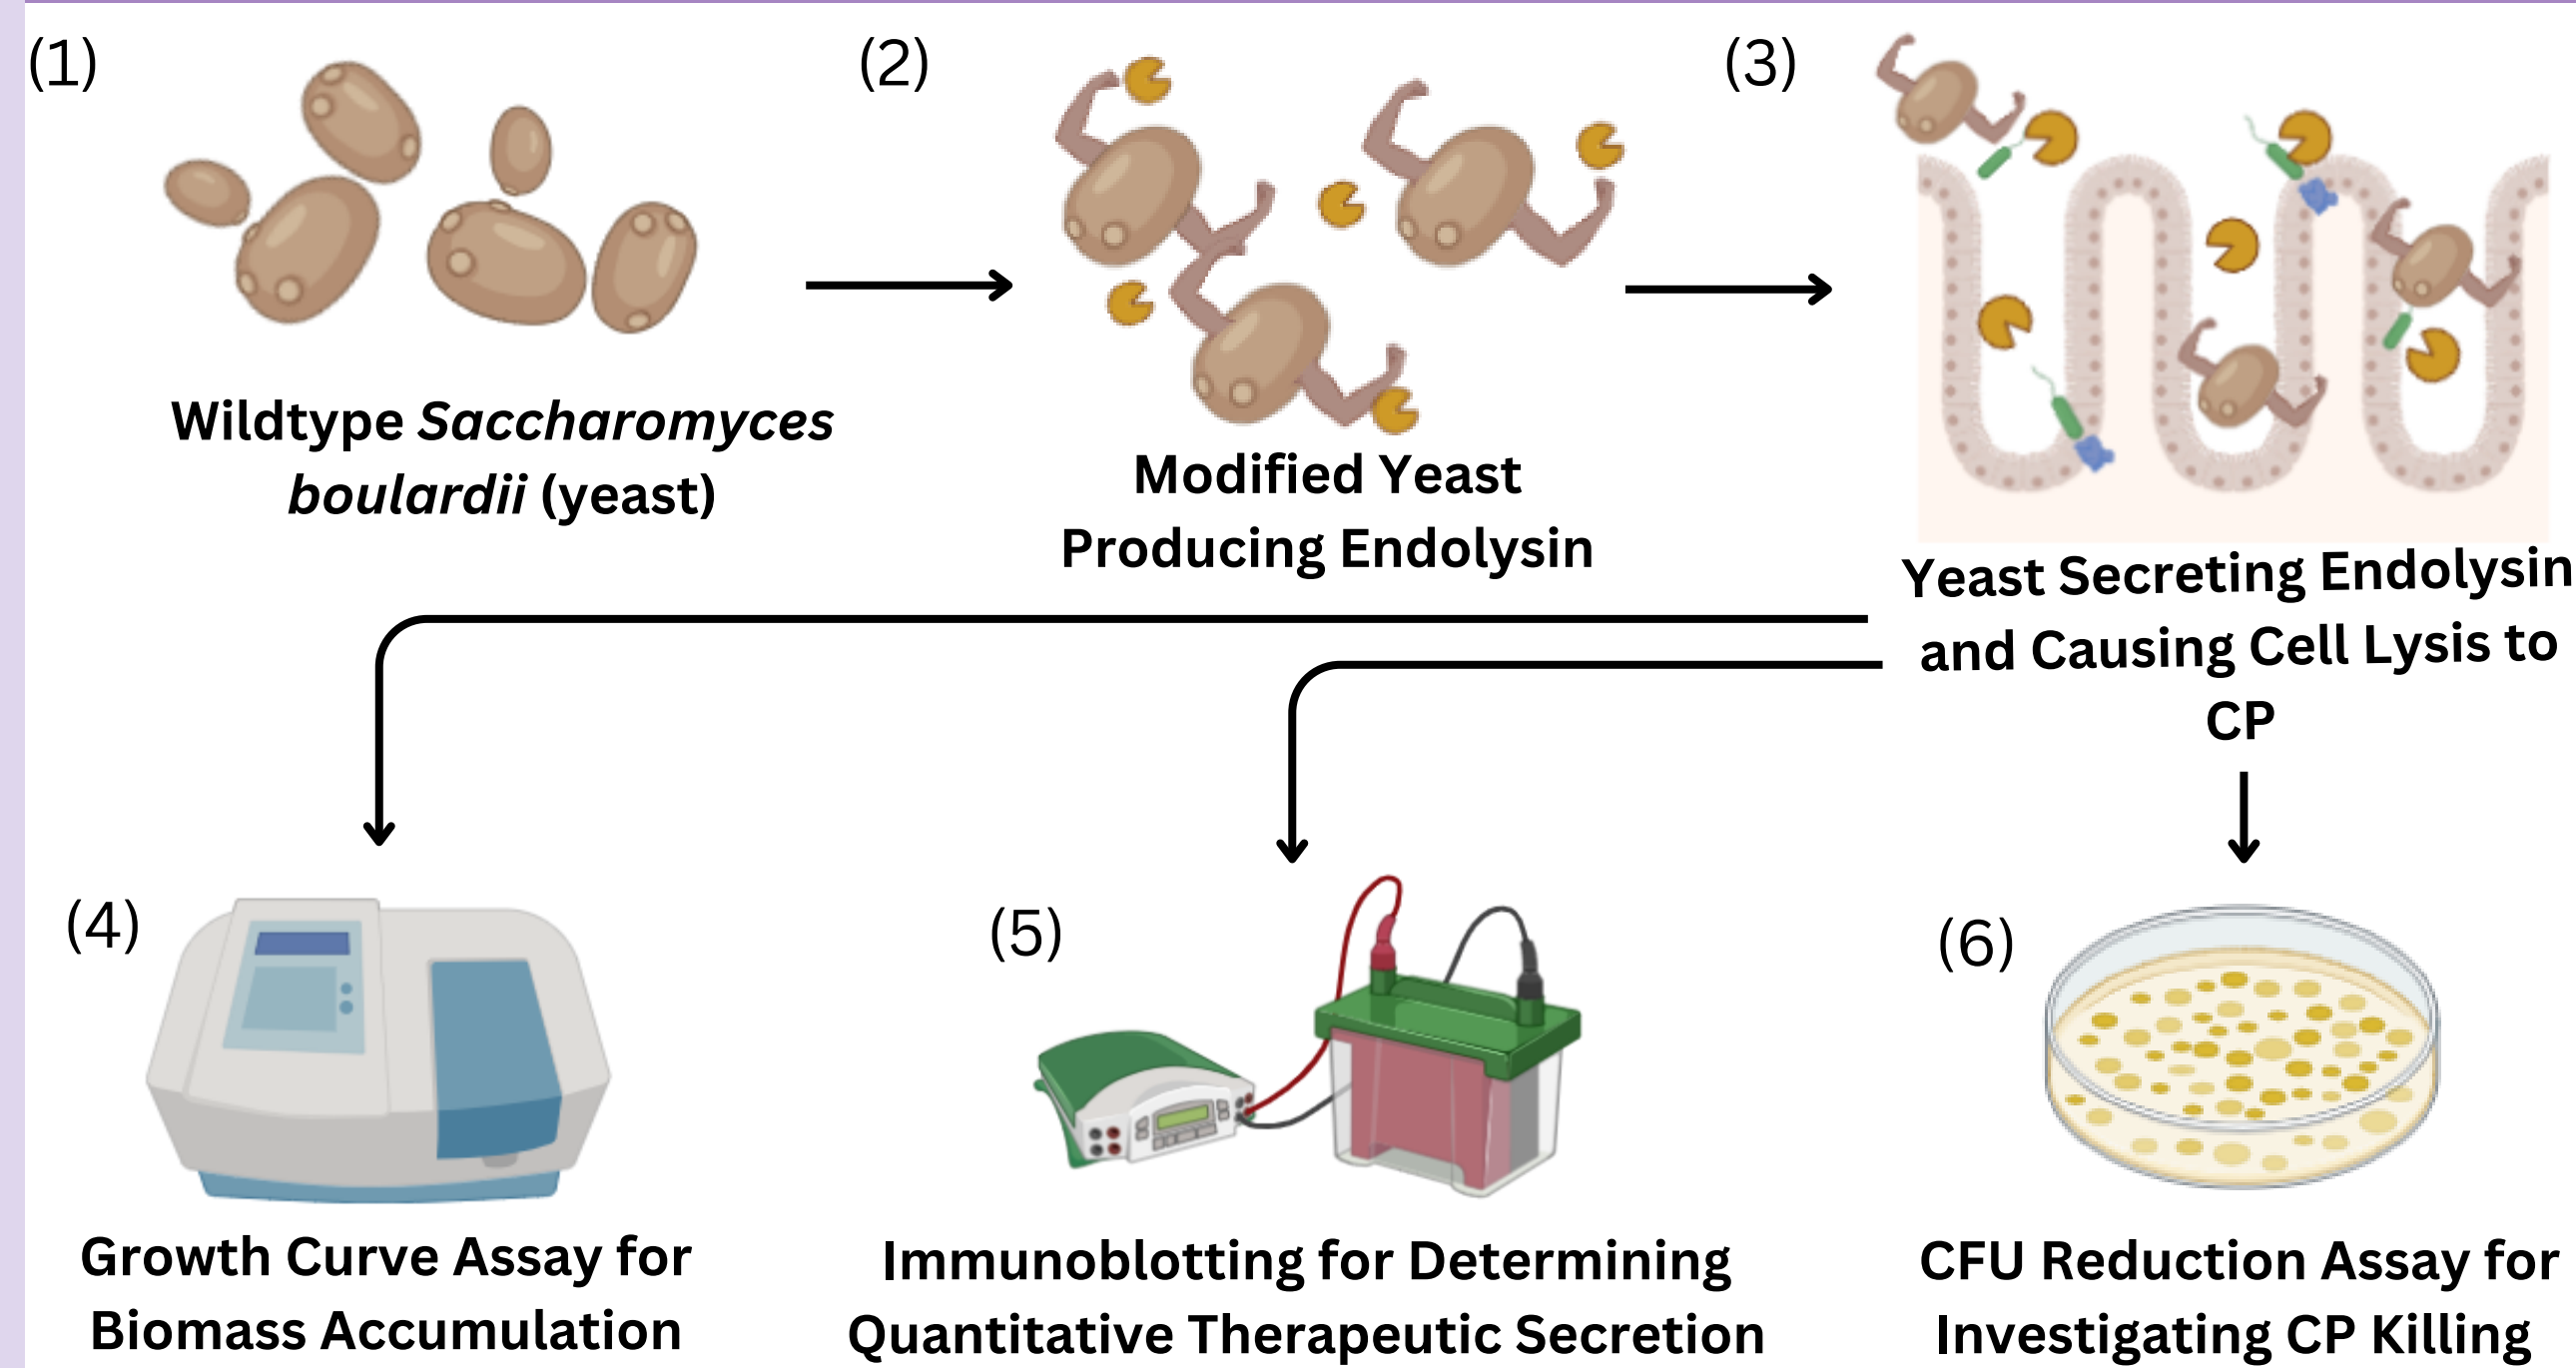 (1)
Wildtype Saccharomyces
boulardii (yeast)
(2)
Modified Yeast
Producing Endolysin
(3)
Yeast Secreting Endolysin
and Causing Cell Lysis to
CP
(4)
Growth Curve Assay for
Biomass Accumulation
(5)
Immunoblotting for Determining
Quantitative Therapeutic Secretion
(6)
CFU Reduction Assay for
Investigating CP Killing